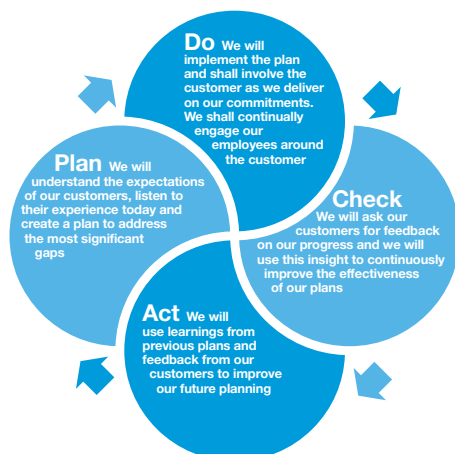 Do We will
implement the plan
and shall involve the
customer as we deliver
on our commitments.
We shall continually
engage our
employees around
the customer
Plan We will
understand the expectations
of our customers, listen to
their experience today and
create a plan to address
the most significant
gaps
Check
We will ask our
customers for feedback
on our progress and we will
use this insight to continuously
improve the effectiveness
of our plans
Act We will
use learnings from
previous plans and
feedback from our
customers to improve
our future planning